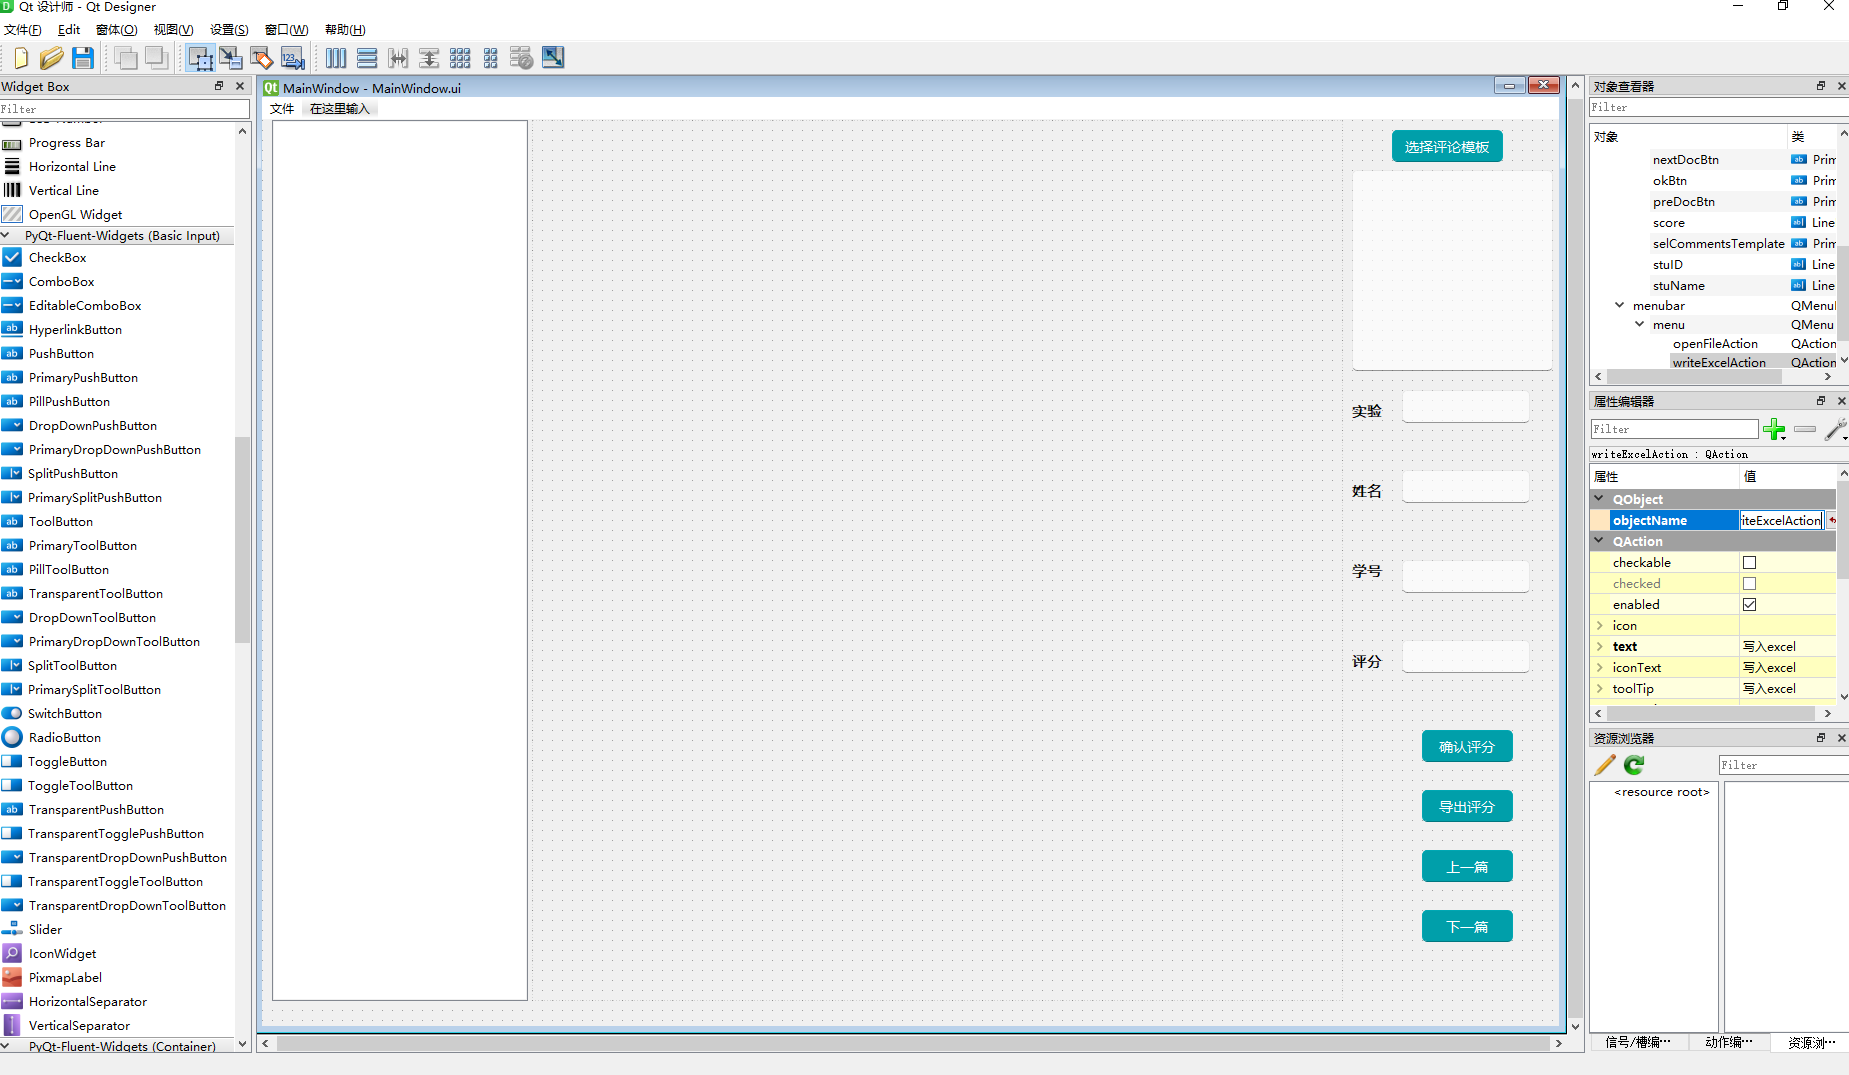 Qt 设计师 - Qt Designer
文件(F) Edit 窗体(O) 视图(V) 设置(S) 窗口(W) 帮助(H)
Widget Box
Filter
Progress Bar
Horizontal Line
Vertical Line
OpenGL Widget
PyQt-Fluent-Widgets (Basic Input)
CheckBox
ComboBox
EditableComboBox
HyperlinkButton
PushButton
PrimaryPushButton
PillPushButton
DropDownPushButton
PrimaryDropDownPushButton
SplitPushButton
PrimarySplitPushButton
ToolButton
PrimaryToolButton
PillToolButton
TransparentToolButton
DropDownToolButton
PrimaryDropDownToolButton
SplitToolButton
PrimarySplitToolButton
SwitchButton
RadioButton
ToggleButton
ToggleToolButton
TransparentPushButton
TransparentTogglePushButton
TransparentDropDownPushButton
TransparentToggleToolButton
TransparentDropDownToolButton
Slider
IconWidget
PixmapLabel
HorizontalSeparator
VerticalSeparator
PyQt-Fluent-Widgets (Container)
MainWindow - MainWindow.ui
文件 在这里输入
选择评论模板
实验
姓名
学号
评分
确认评分
导出评分
上一篇
下一篇
对象查看器
Filter
对象 类
nextDocBtn Prim
okBtn Prim
preDocBtn Prim
score Line
selCommentsTemplate Prim
stuID Line
stuName Line
menubar QMenu
menu QMenu
openFileAction QAction
writeExcelAction QAction
属性编辑器
Filter
writeExcelAction : QAction
属性 值
QObject
objectName iteExcelAction
QAction
checkable
checked
enabled
icon
text 写入excel
iconText 写入excel
toolTip 写入excel
资源浏览器
Filter
<resource root>
信号/槽编… 动作编… 资源浏…